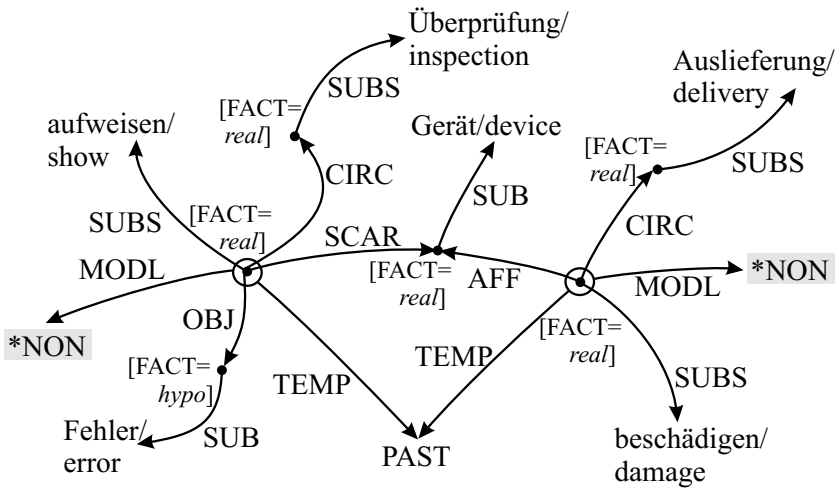 Überprüfung/
inspection
SUBS
[FACT=
real]
Auslieferung/
delivery
[FACT=
real]
SUBS
aufweisen/
show
Gerät/device
CIRC
SUB
SUBS
[FACT=
real]
SCAR
[FACT=
real]
AFF
CIRC
MODL
*NON
MODL
*NON
OBJ
[FACT=
hypo]
TEMP
TEMP
[FACT=
real]
SUBS
Fehler/
error
SUB
PAST
beschädigen/
damage